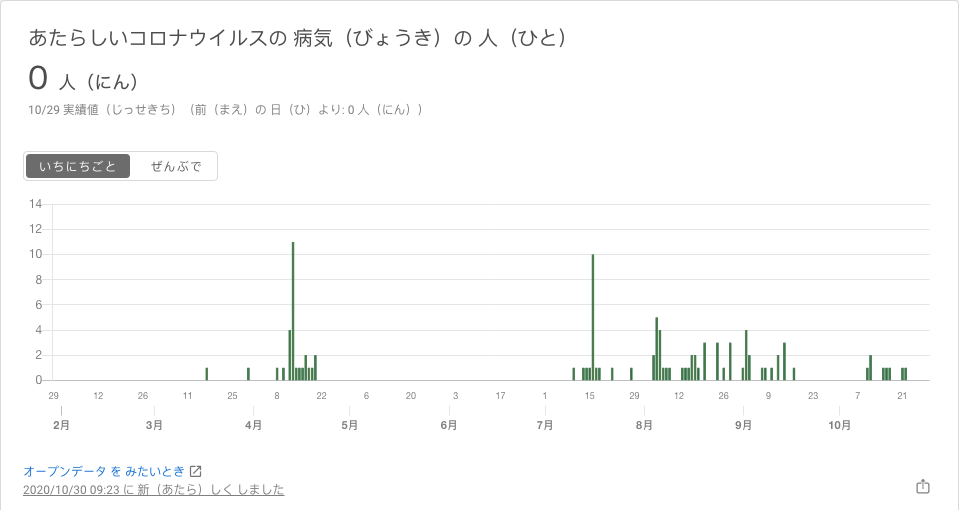 あたらしいコロナウイルスの 病気（びょうき）の 人（ひと）
0 人（にん）
10/29 実績値（じっせきち）（前（まえ）の 日（ひ）より: 0 人（にん））
いちにちごと ぜんぶで
14
12
10
8
6
4
2
0
29 12 26 11 25 8 22 6 20 3 17 1 15 29 12 26 9 23 7 21
2月 3月 4月 5月 6月 7月 8月 9月 10月
オープンデータ を みたいとき
2020/10/30 09:23 に 新（あたら）しく しました